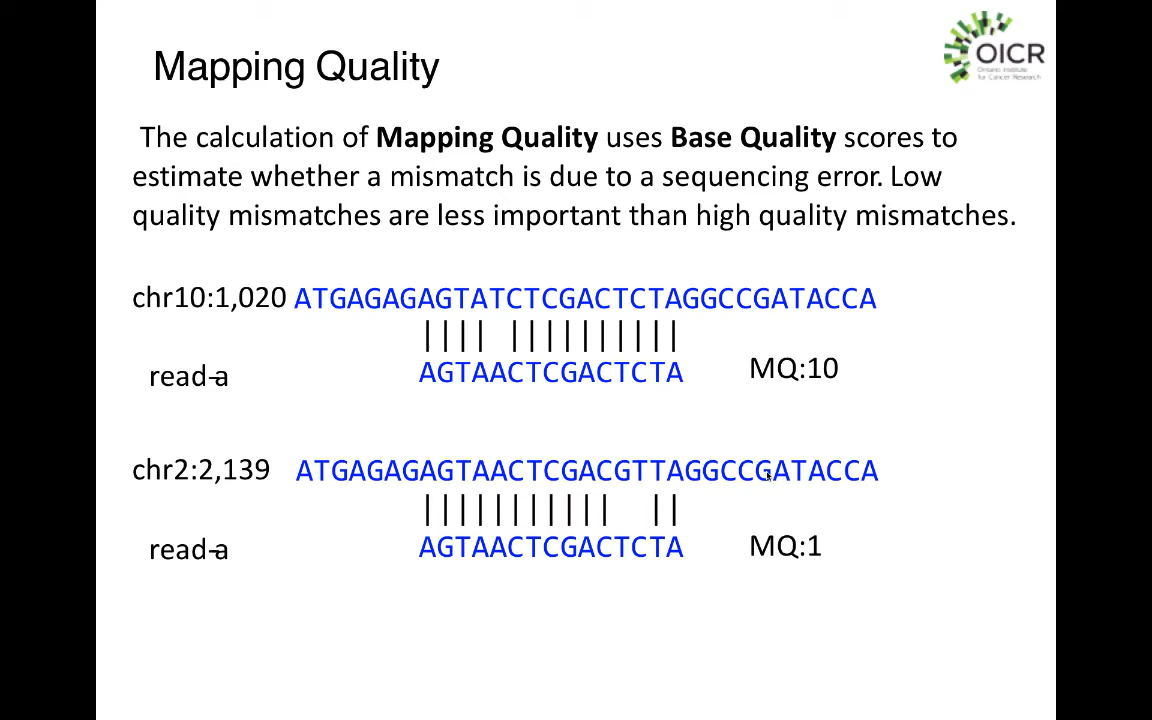 Mapping Quality
OICR
Ontario Institute
for Cancer Research
The calculation of Mapping Quality uses Base Quality scores to
estimate whether a mismatch is due to a sequencing error. Low
quality mismatches are less important than high quality mismatches.
chr10:1,020 ATGAGAGAGTATCTCGACTCTAGGCCGATACCA
|||| ||||||||||
read-a AGTAACTCGACTCTA MQ:10
chr2:2,139 ATGAGAGAGTAACTCGACGTTAGGCCGATACCA
||||||||||| ||
read-a AGTAACTCGACTCTA MQ:1